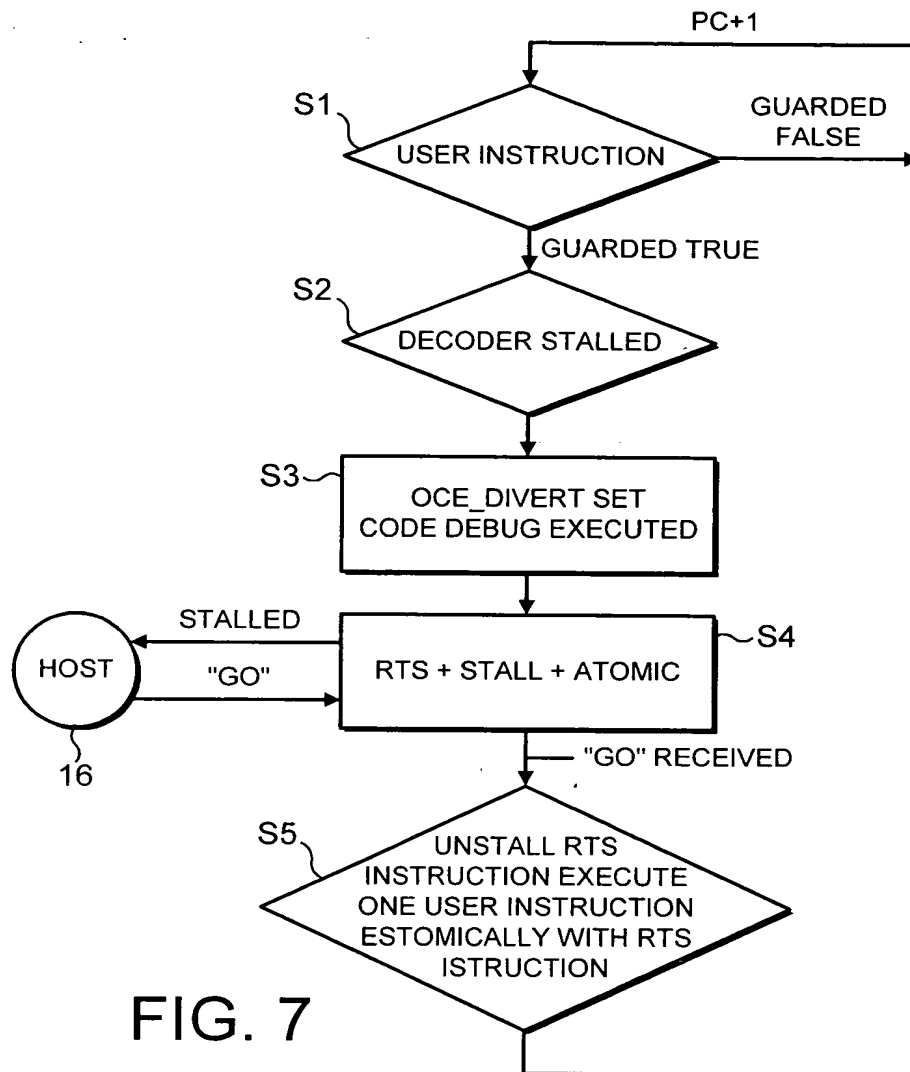 PC+1
S1
USER INSTRUCTION
GUARDED
FALSE
GUARDED TRUE
S2
DECODER STALLED
S3
OCE_DIVERT SET
CODE DEBUG EXECUTED
STALLED
HOST
"GO"
RTS + STALL + ATOMIC
S4
16
"GO" RECEIVED
S5
UNSTALL RTS
INSTRUCTION EXECUTE
ONE USER INSTRUCTION
ESTOMICALLY WITH RTS
ISTRUCTION
FIG. 7